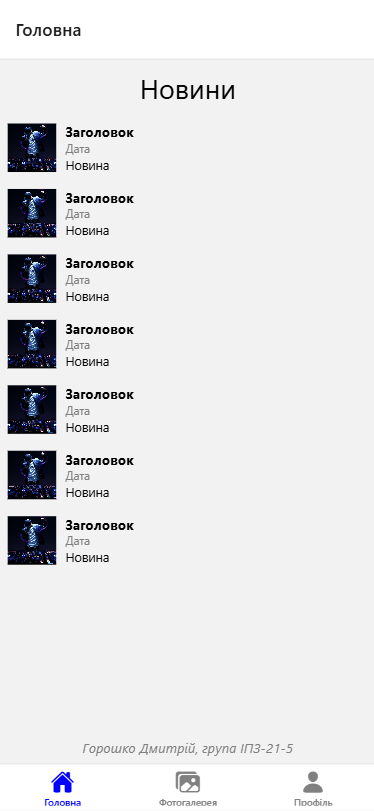 Головна
Новини
Заголовок
Дата
Новина
Заголовок
Дата
Новина
Заголовок
Дата
Новина
Заголовок
Дата
Новина
Заголовок
Дата
Новина
Заголовок
Дата
Новина
Заголовок
Дата
Новина
Горошко Дмитрій, група ІПЗ-21-5
Головна Фотогалерея Профіль